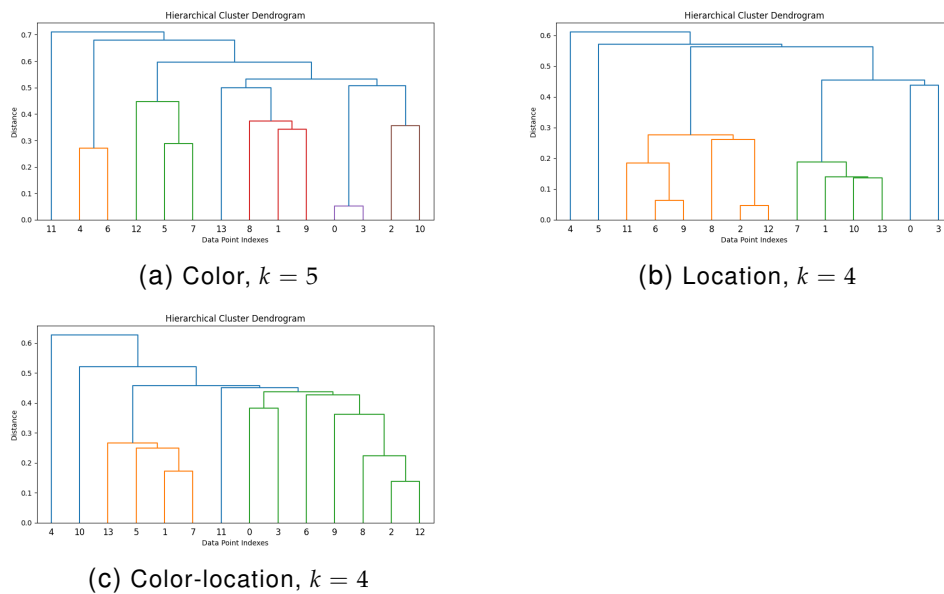 Hierarchical Cluster Dendrogram
Distance
0.7
0.6
0.5
0.4
0.3
0.2
0.1
0.0
11 4 6 12 5 7 13 8 1 9 0 3 2 10
Data Point Indexes
(a) Color, k = 5
Hierarchical Cluster Dendrogram
Distance
0.6
0.5
0.4
0.3
0.2
0.1
0.0
4 5 11 6 9 8 2 12 7 1 10 13 0 3
Data Point Indexes
(b) Location, k = 4
Hierarchical Cluster Dendrogram
Distance
0.6
0.5
0.4
0.3
0.2
0.1
0.0
4 10 13 5 1 7 11 0 3 6 9 8 2 12
Data Point Indexes
(c) Color-location, k = 4